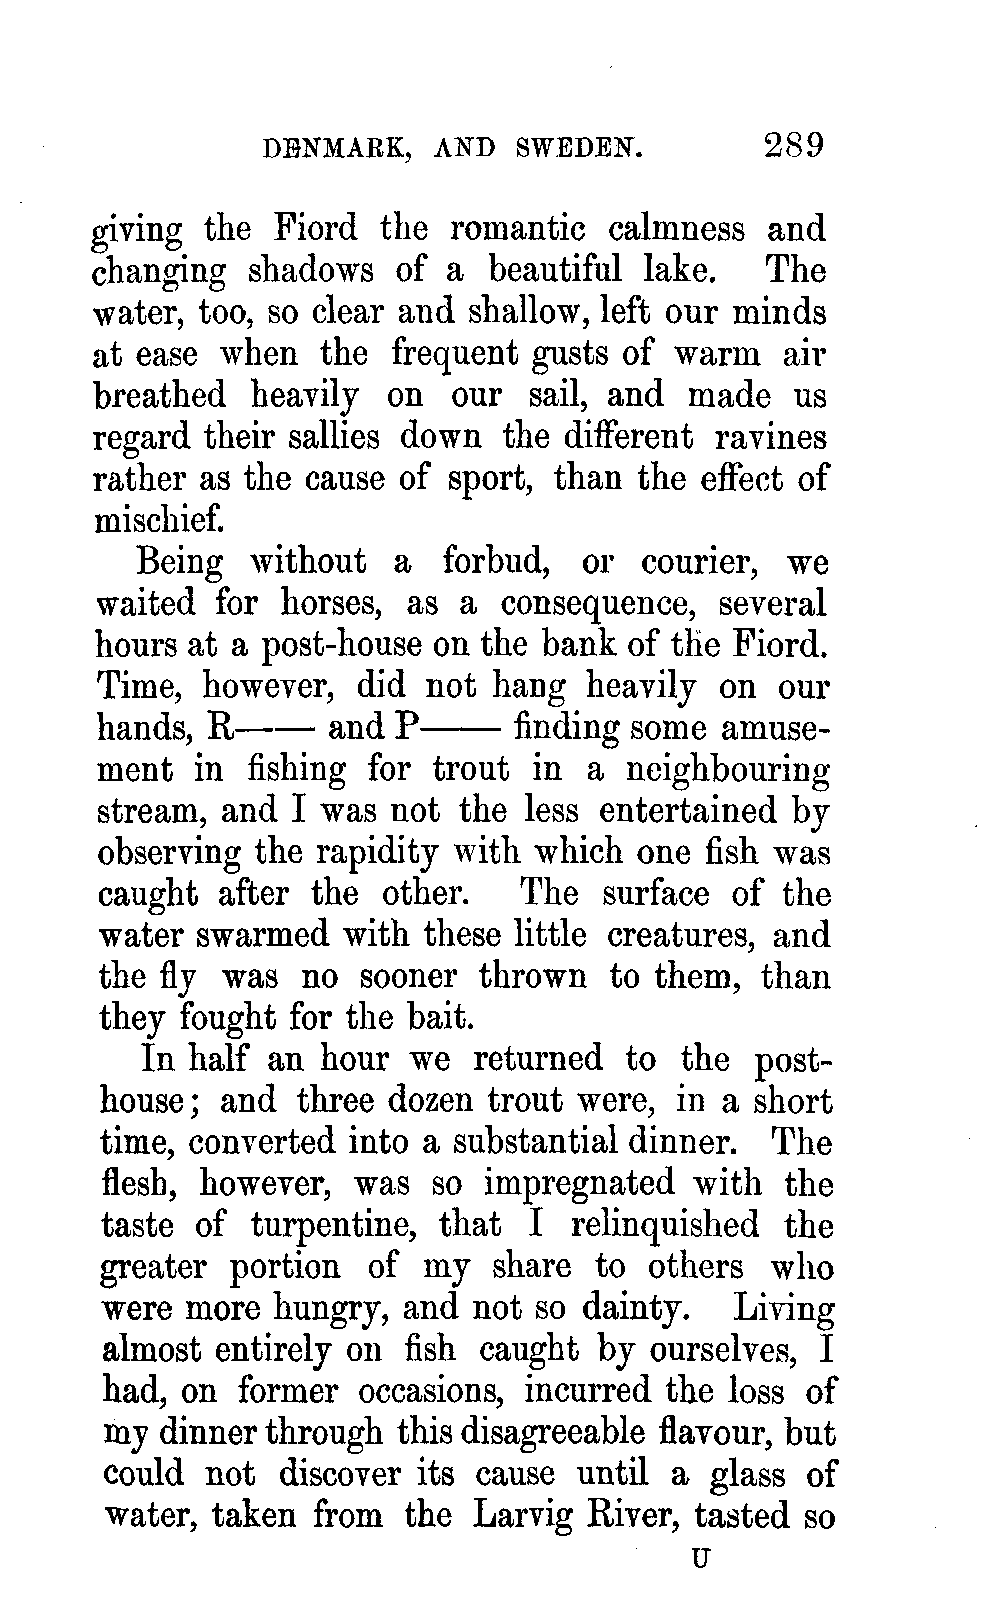 DENMARK, AND SWEDEN. 289
giving the Fiord the romantic calmness and
changing shadows of a beautiful lake. The
water, too, so clear and shallow, left our minds
at ease when the frequent gusts of warm air
breathed heavily on our sail, and made us
regard their sallies down the different ravines
rather as the cause of sport, than the effect of
mischief.
Being without a forbud, or courier, we
waited for horses, as a consequence, several
hours at a post-house on the bank of the Fiord.
Time, however, did not hang heavily on our
hands, R—— and P—— finding some amuse-
ment in fishing for trout in a neighbouring
stream, and I was not the less entertained by
observing the rapidity with which one fish was
caught after the other. The surface of the
water swarmed with these little creatures, and
the fly was no sooner thrown to them, than
they fought for the bait.
In half an hour we returned to the post-
house; and three dozen trout were, in a short
time, converted into a substantial dinner. The
flesh, however, was so impregnated with the
taste of turpentine, that I relinquished the
greater portion of my share to others who
were more hungry, and not so dainty. Living
almost entirely on fish caught by ourselves, I
had, on former occasions, incurred the loss of
my dinner through this disagreeable flavour, but
could not discover its cause until a glass of
water, taken from the Larvig River, tasted so
U